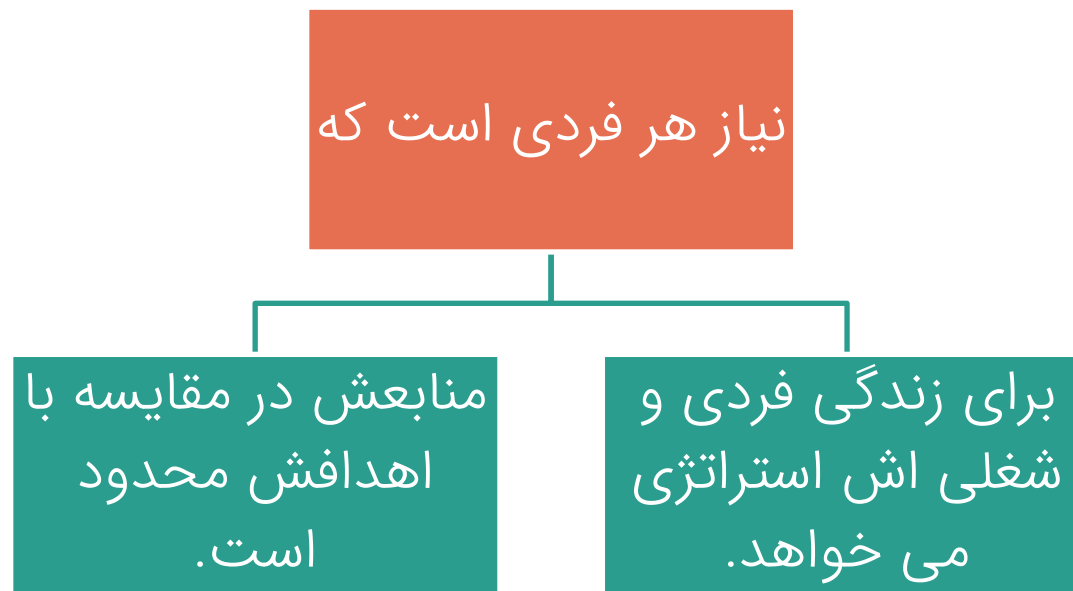 نیاز هر فردی است که
برای زندگی فردی و
شغلی اش استراتژی
می خواهد.
منابعش در مقایسه با
اهدافش محدود
است.